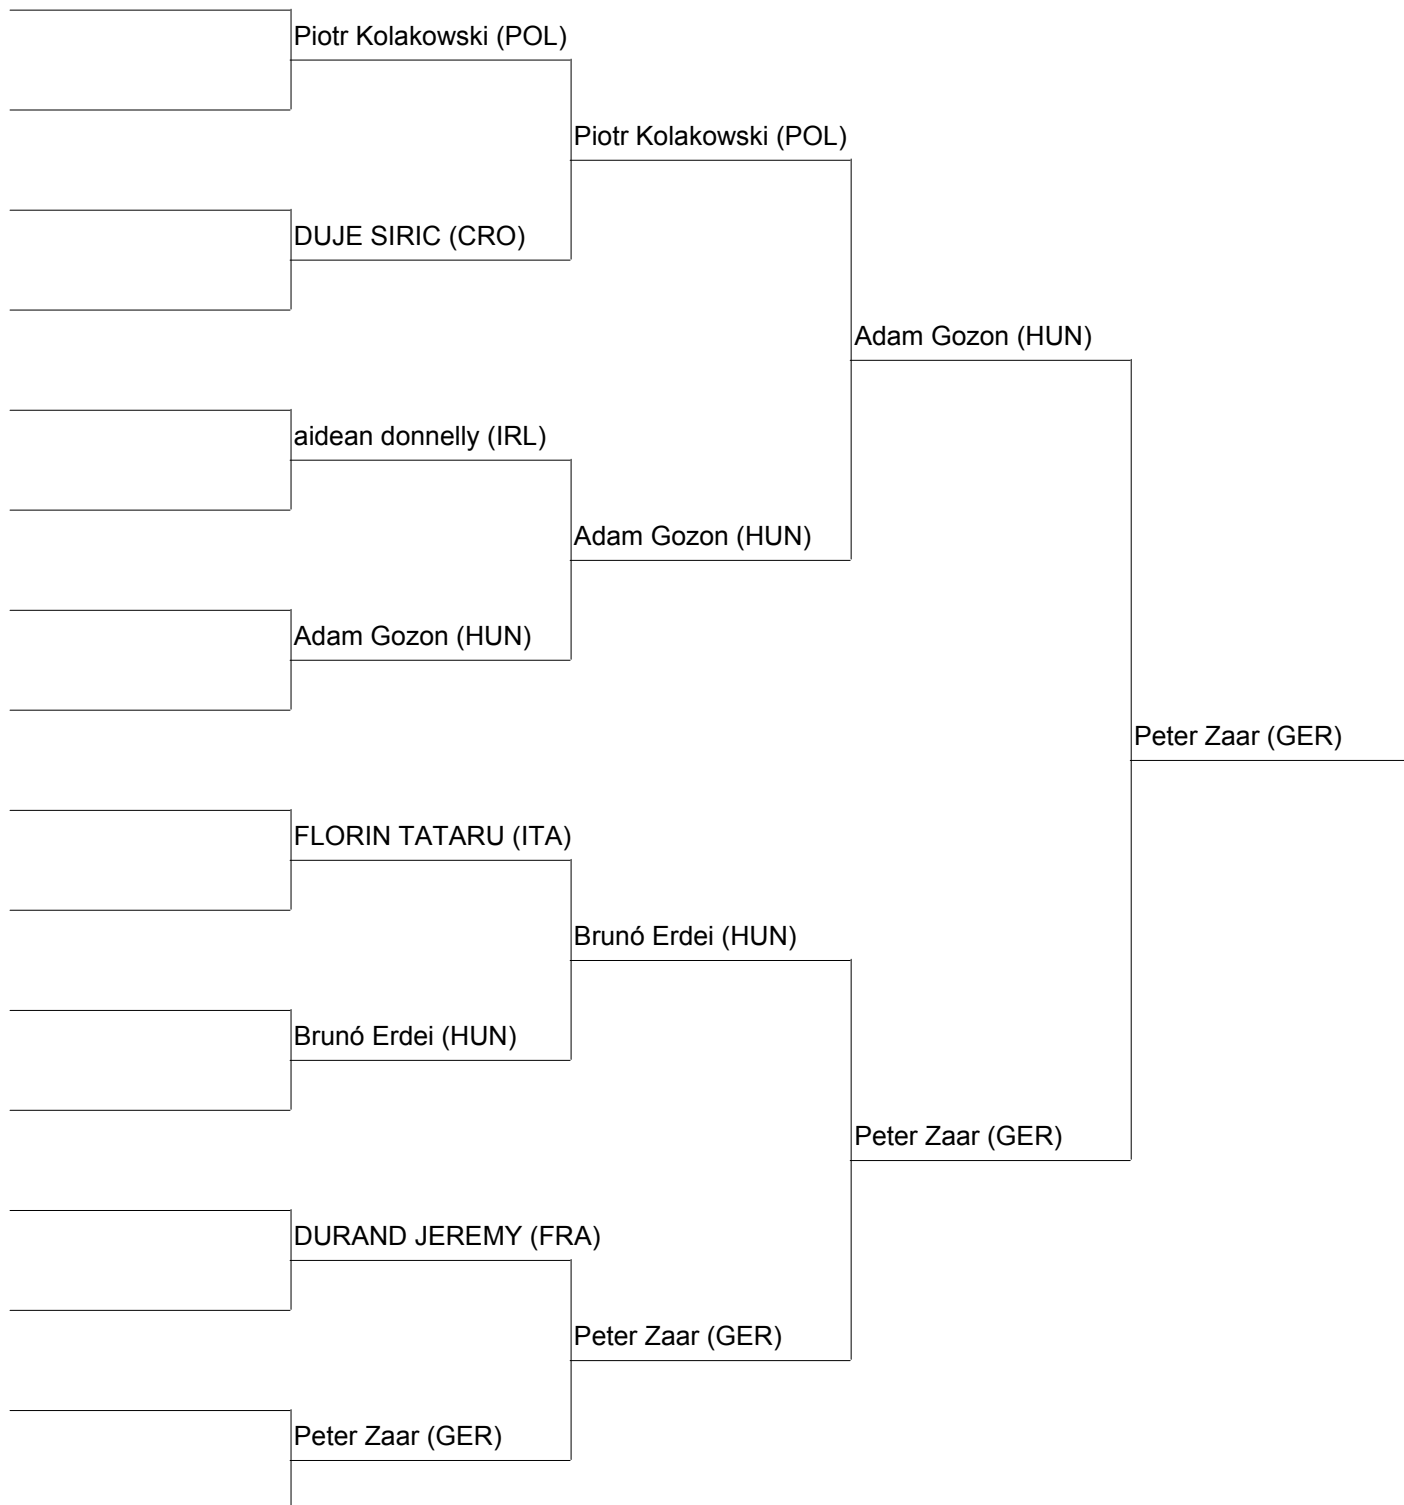 Piotr Kolakowski (POL)
Piotr Kolakowski (POL)
DUJE SIRIC (CRO)
Adam Gozon (HUN)
aidean donnelly (IRL)
Adam Gozon (HUN)
Adam Gozon (HUN)
Peter Zaar (GER)
FLORIN TATARU (ITA)
Brunó Erdei (HUN)
Brunó Erdei (HUN)
Peter Zaar (GER)
DURAND JEREMY (FRA)
Peter Zaar (GER)
Peter Zaar (GER)